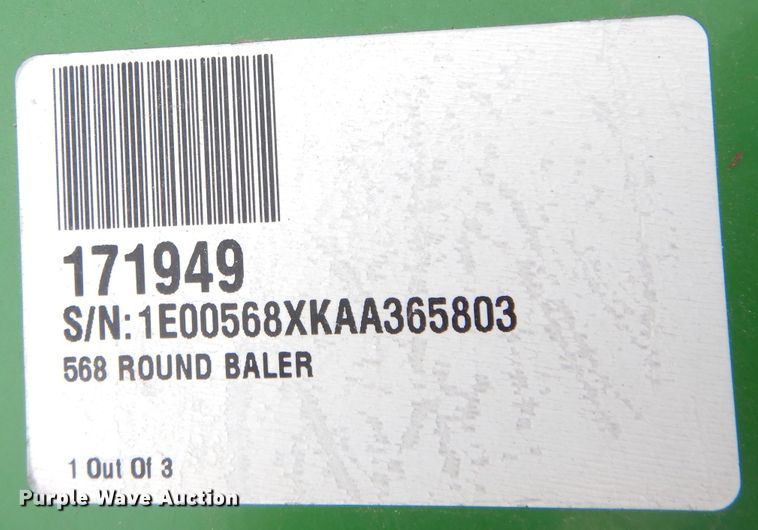 171949
S/N: 1E00568XKAA365803
568 ROUND BALER
1 Out Of 3
Purple Wave Auction